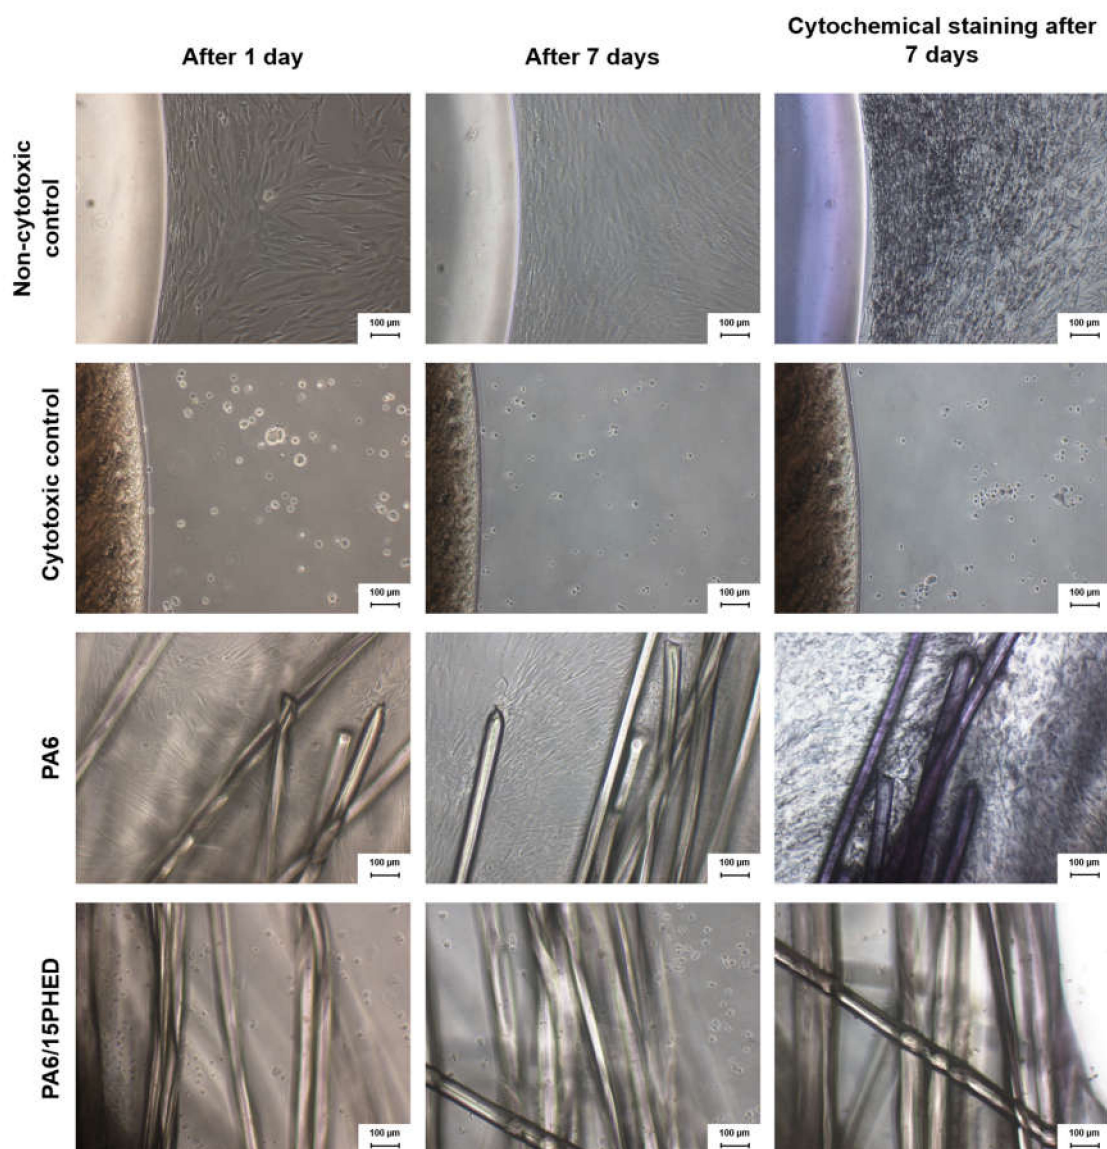 After 1 day
After 7 days
Cytochemical staining after
7 days
Non-cytotoxic
control
100 µm
100 µm
100 µm
Cytotoxic control
100 µm
100 µm
100 µm
PA6
100 µm
100 µm
100 µm
PA6/15PHED
100 µm
100 µm
100 µm